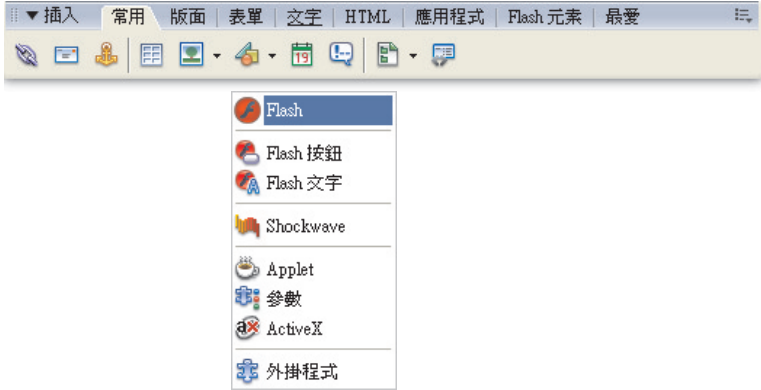 ▼插入 常用 版面 表單 文字 HTML 應用程式 Flash 元素 最愛
19
Flash
Flash 按鈕
Flash 文字
Shockwave
Applet
參數
ActiveX
外掛程式